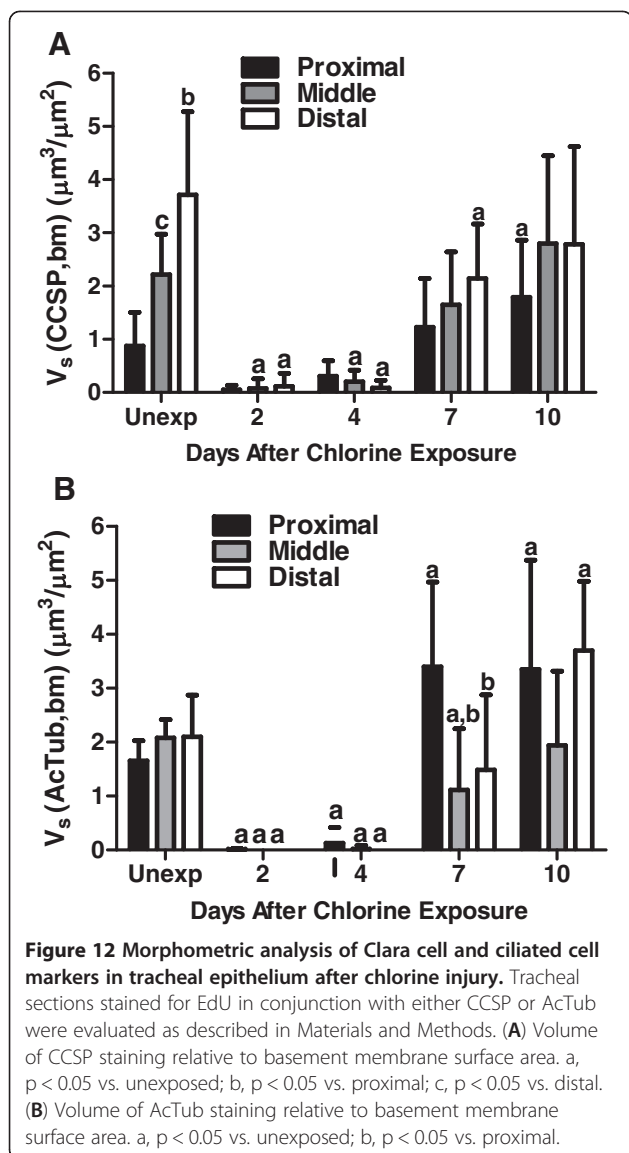 A
Proximal
Middle
Distal
V_s (CCSP,bm) (µm³/µm²)
6
5
4
3
2
1
0
c
b
a a
a a
a
a
Unexp 2 4 7 10
Days After Chlorine Exposure
B
Proximal
Middle
Distal
V_s (AcTub,bm) (µm³/µm²)
6
5
4
3
2
1
0
a a a
a a a
a a,b b
a a
Unexp 2 4 7 10
Days After Chlorine Exposure
Figure 12 Morphometric analysis of Clara cell and ciliated cell
markers in tracheal epithelium after chlorine injury. Tracheal
sections stained for EdU in conjunction with either CCSP or AcTub
were evaluated as described in Materials and Methods. (A) Volume
of CCSP staining relative to basement membrane surface area. a,
p < 0.05 vs. unexposed; b, p < 0.05 vs. proximal; c, p < 0.05 vs. distal.
(B) Volume of AcTub staining relative to basement membrane
surface area. a, p < 0.05 vs. unexposed; b, p < 0.05 vs. proximal.